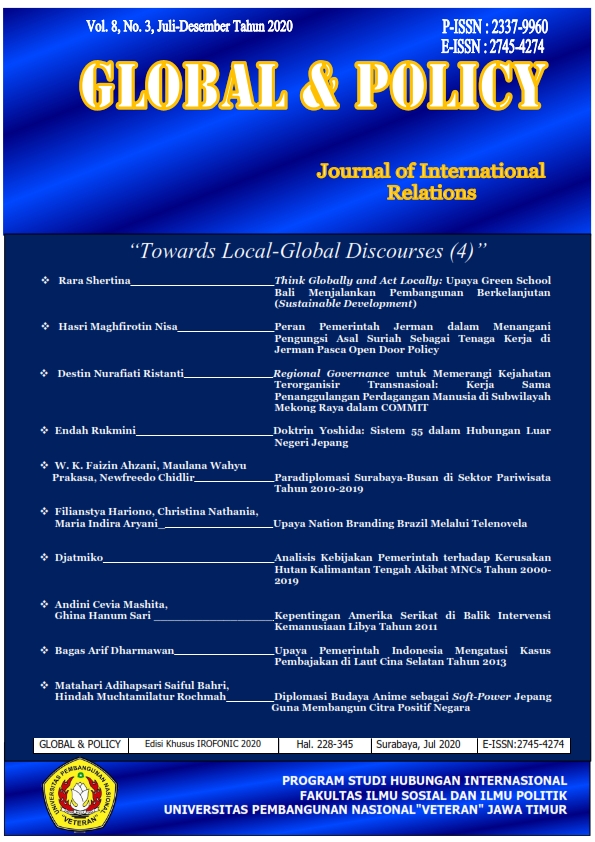 Vol. 8, No. 3, Juli-Desember Tahun 2020
P-ISSN : 2337-9960
E-ISSN : 2745-4274
GLOBAL & POLICY
Journal of International
Relations
“Towards Local-Global Discourses (4)”
❖ Rara Shertina Think Globally and Act Locally: Upaya Green School
Bali Menjalankan Pembangunan Berkelanjutan
(Sustainable Development)
❖ Hasri Maghfirotin Nisa Peran Pemerintah Jerman dalam Menangani
Pengungsi Asal Suriah Sebagai Tenaga Kerja di
Jerman Pasca Open Door Policy
❖ Destin Nurafiati Ristanti Regional Governance untuk Memerangi Kejahatan
Terorganisir Transnasioal: Kerja Sama
Penanggulangan Perdagangan Manusia di Subwilayah
Mekong Raya dalam COMMIT
❖ Endah Rukmini Doktrin Yoshida: Sistem 55 dalam Hubungan Luar
Negeri Jepang
❖ W. K. Faizin Ahzani, Maulana Wahyu
Prakasa, Newfreedo Chidlir Paradiplomasi Surabaya-Busan di Sektor Pariwisata
Tahun 2010-2019
❖ Filianstya Hariono, Christina Nathania,
Maria Indira Aryani Upaya Nation Branding Brazil Melalui Telenovela
❖ Djatmiko Analisis Kebijakan Pemerintah terhadap Kerusakan
Hutan Kalimantan Tengah Akibat MNCs Tahun 2000-
2019
❖ Andini Cevia Mashita,
Ghina Hanum Sari Kepentingan Amerika Serikat di Balik Intervensi
Kemanusiaan Libya Tahun 2011
❖ Bagas Arif Dharmawan Upaya Pemerintah Indonesia Mengatasi Kasus
Pembajakan di Laut Cina Selatan Tahun 2013
❖ Matahari Adihapsari Saiful Bahri,
Hindah Muchtamilatur Rochmah Diplomasi Budaya Anime sebagai Soft-Power Jepang
Guna Membangun Citra Positif Negara
GLOBAL & POLICY Edisi Khusus IROFONIC 2020 Hal. 228-345 Surabaya, Jul 2020 E-ISSN:2745-4274
UNIVERSITAS PEMBANGUNAN NASIONAL
"VETERAN"
PROGRAM STUDI HUBUNGAN INTERNASIONAL
FAKULTAS ILMU SOSIAL DAN ILMU POLITIK
UNIVERSITAS PEMBANGUNAN NASIONAL"VETERAN" JAWA TIMUR